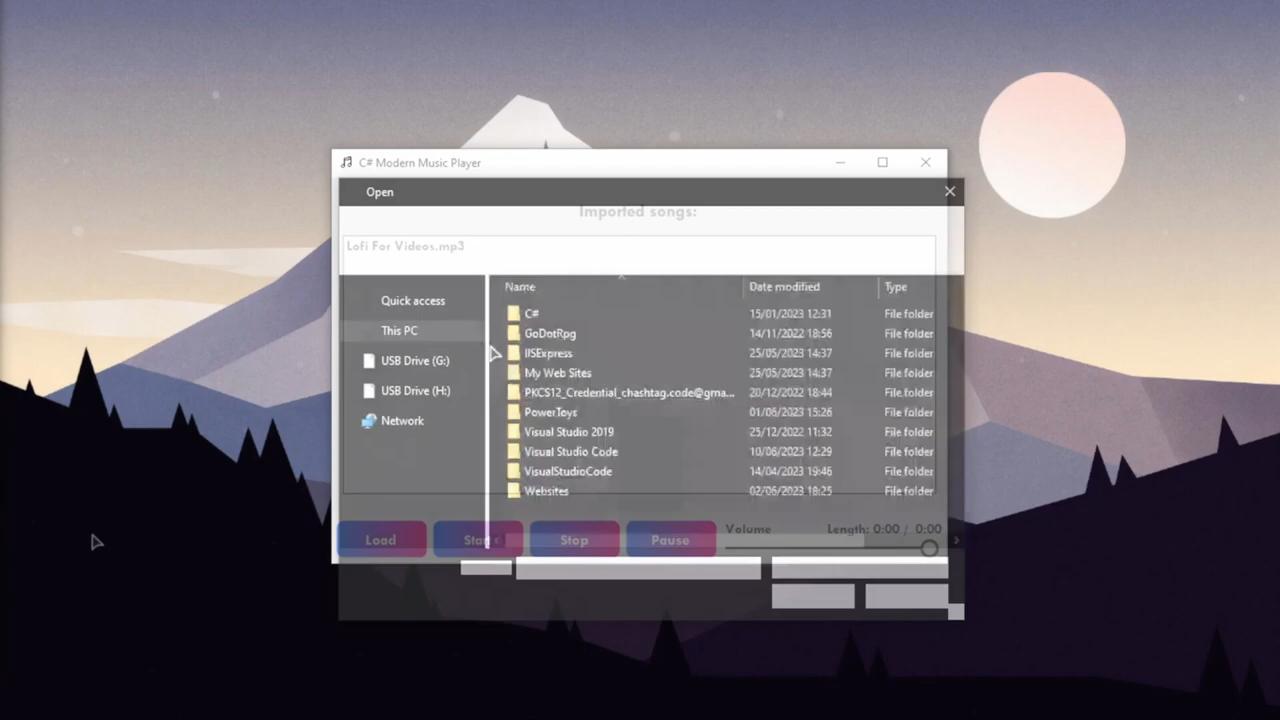 C# Modern Music Player
Open
Imported songs:
Lofi For Videos.mp3
Name Date modified Type
Quick access
This PC
USB Drive (G:)
USB Drive (H:)
Network
C# 15/01/2023 12:31 File folder
GoDotRpg 14/11/2022 18:56 File folder
IISExpress 25/05/2023 14:37 File folder
My Web Sites 25/05/2023 14:37 File folder
PKCS12_Credential_chashtag.code@gma... 20/12/2022 18:44 File folder
PowerToys 01/06/2023 15:26 File folder
Visual Studio 2019 25/12/2022 11:32 File folder
Visual Studio Code 10/06/2023 12:29 File folder
VisualStudioCode 14/04/2023 19:46 File folder
Websites 02/06/2023 18:25 File folder
Volume Length: 0:00 / 0:00
Load Start Stop Pause